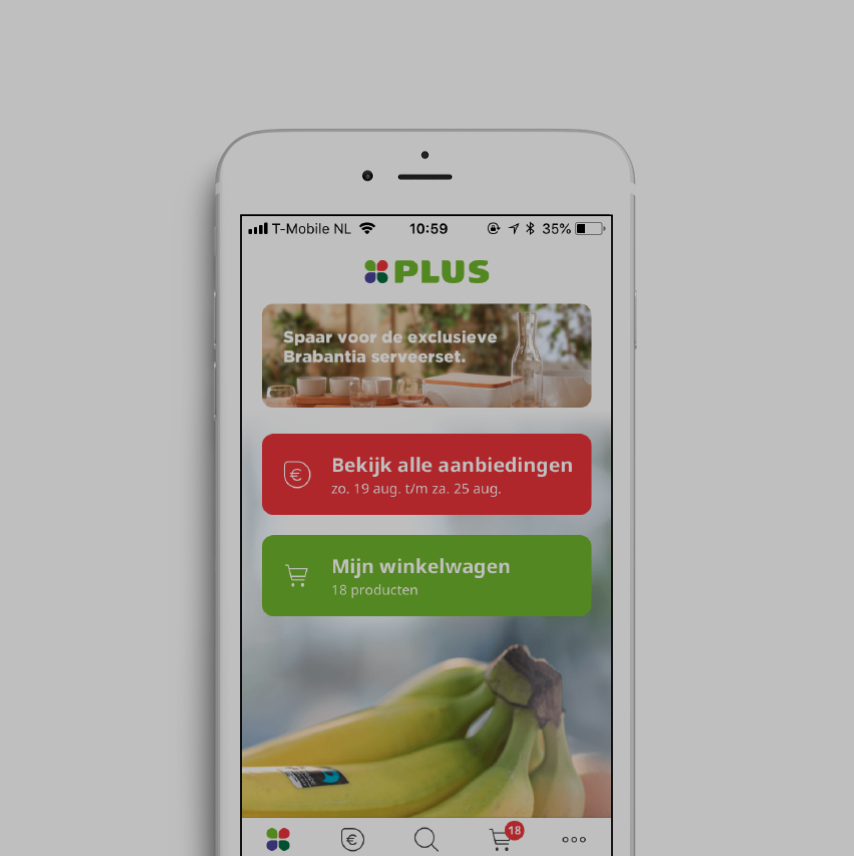 T-Mobile NL 10:59 35%
PLUS
Spaar voor de exclusieve
Brabantia serveerset.
€
Bekijk alle aanbiedingen
zo. 19 aug. t/m za. 25 aug.
Mijn winkelwagen
18 producten
€ 18